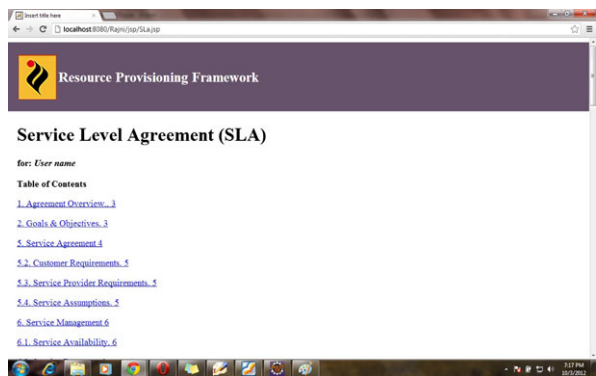 Insert title here
localhost:8080/Rajni/jsp/SLa.jsp
Resource Provisioning Framework
Service Level Agreement (SLA)
for: User name
Table of Contents
1. Agreement Overview.. 3
2. Goals & Objectives. 3
5. Service Agreement 4
5.2. Customer Requirements. 5
5.3. Service Provider Requirements. 5
5.4. Service Assumptions. 5
6. Service Management 6
6.1. Service Availability. 6
7:17 PM
10/3/2012